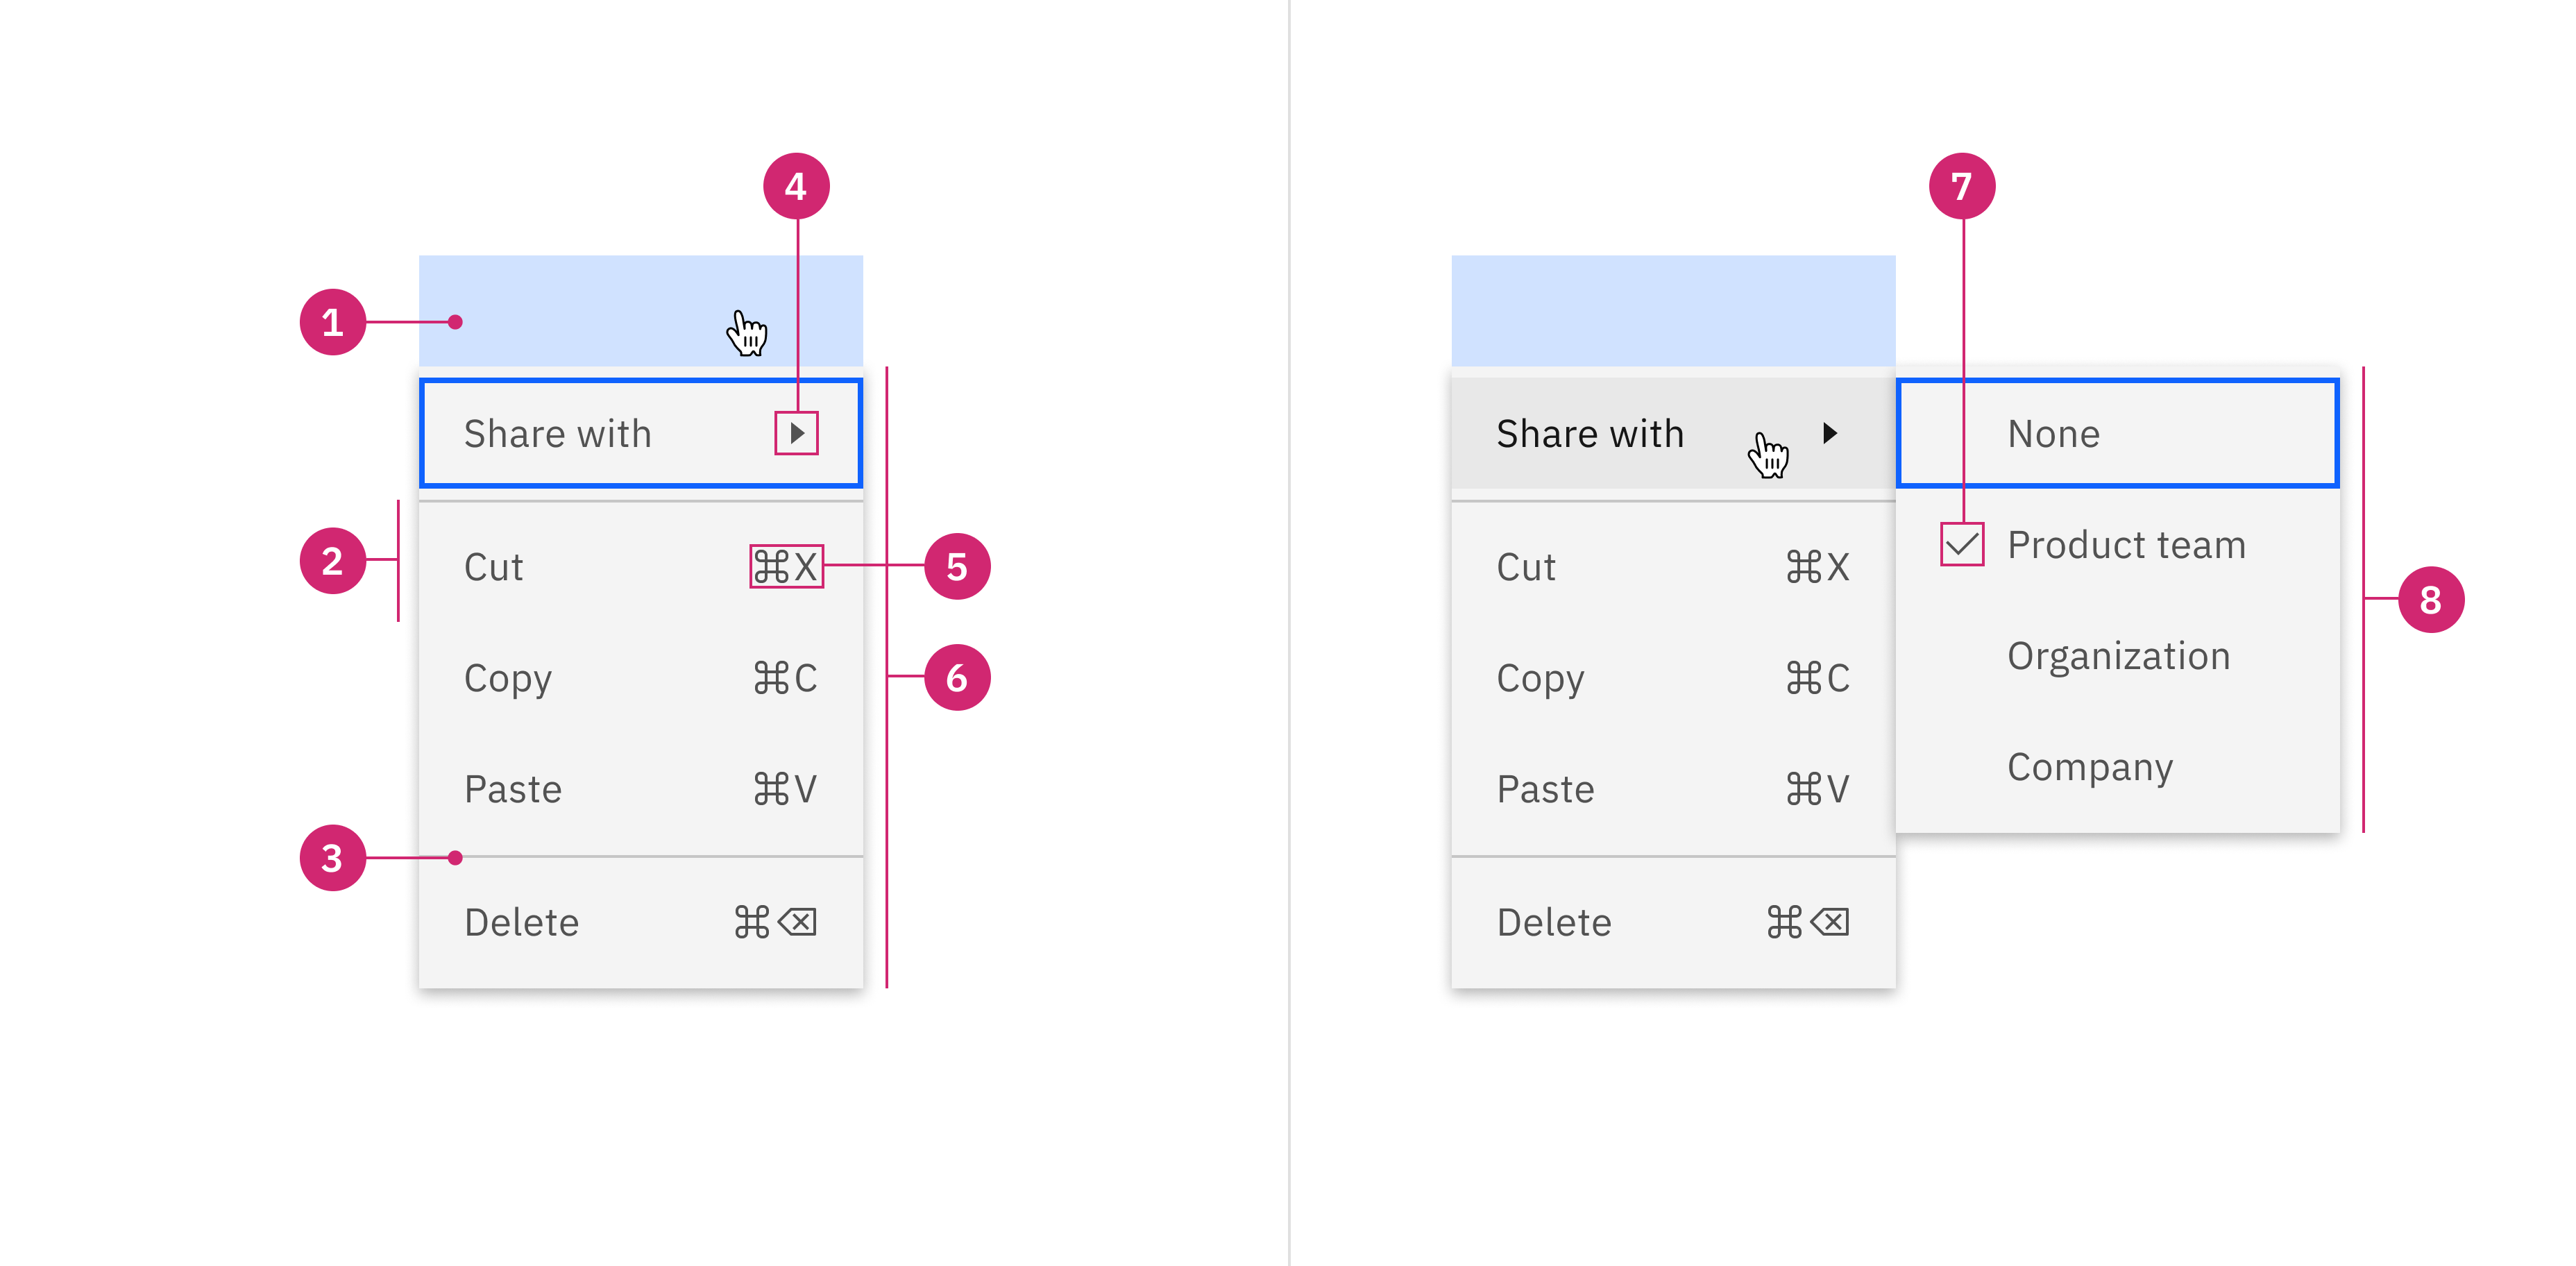 4
1
Share with
2
Cut ⌘X
5
Copy ⌘C
6
Paste ⌘V
3
Delete ⌘⌫
7
Share with
None
Product team
Cut ⌘X
8
Organization
Copy ⌘C
Company
Paste ⌘V
Delete ⌘⌫